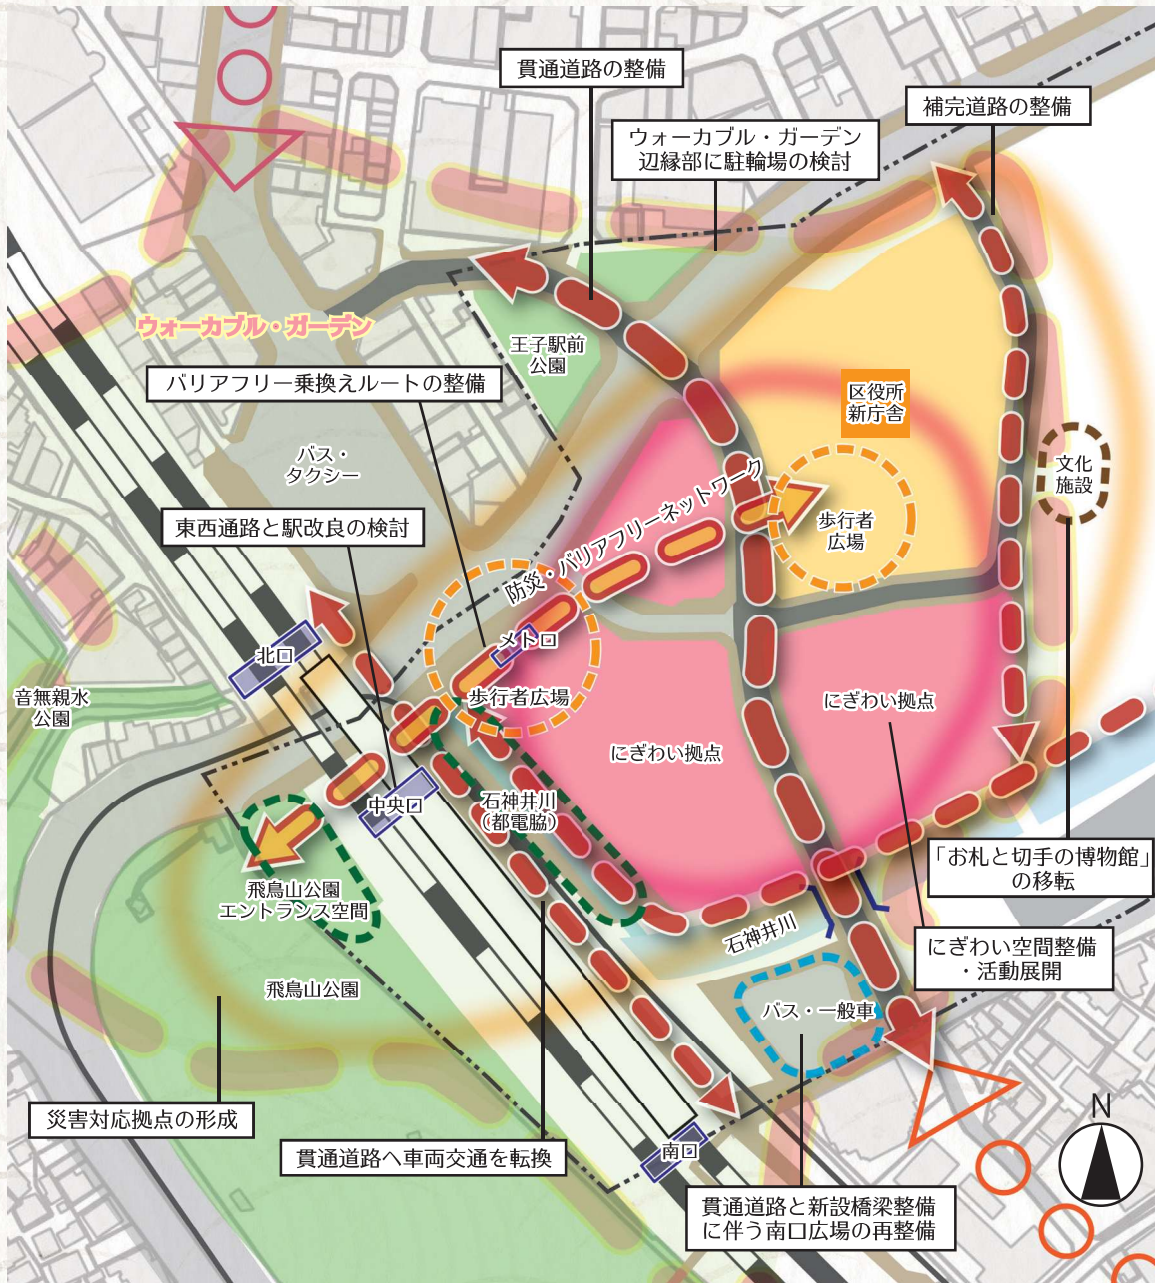 貫通道路の整備
補完道路の整備
ウォーカブル・ガーデン
辺縁部に駐輪場の検討
ウォーカブル・ガーデン
王子駅前
公園
バリアフリー乗換えルートの整備
区役所
新庁舎
バス・
タクシー
文化
施設
防災・バリアフリーネットワーク
東西通路と駅改良の検討
歩行者
広場
メトロ
北口
音無親水
公園
歩行者広場
にぎわい拠点
にぎわい拠点
中央口
石神井川
(都電脇)
「お札と切手の博物館」
の移転
飛鳥山公園
エントランス空間
石神井川
にぎわい空間整備
・活動展開
飛鳥山公園
バス・一般車
災害対応拠点の形成
貫通道路へ車両交通を転換
南口
N
貫通道路と新設橋梁整備
に伴う南口広場の再整備